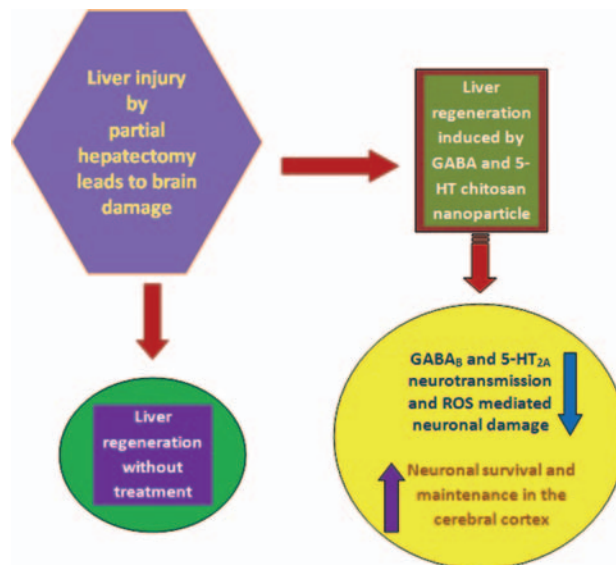 Liver injury
by
partial
hepatectomy
leads to brain
damage
Liver
regeneration
induced by
GABA and 5-
HT chitosan
nanoparticle
Liver
regeneration
without
treatment
GABAB and 5-HT2A
neurotransmission
and ROS mediated
neuronal damage
Neuronal survival and
maintenance in the
cerebral cortex